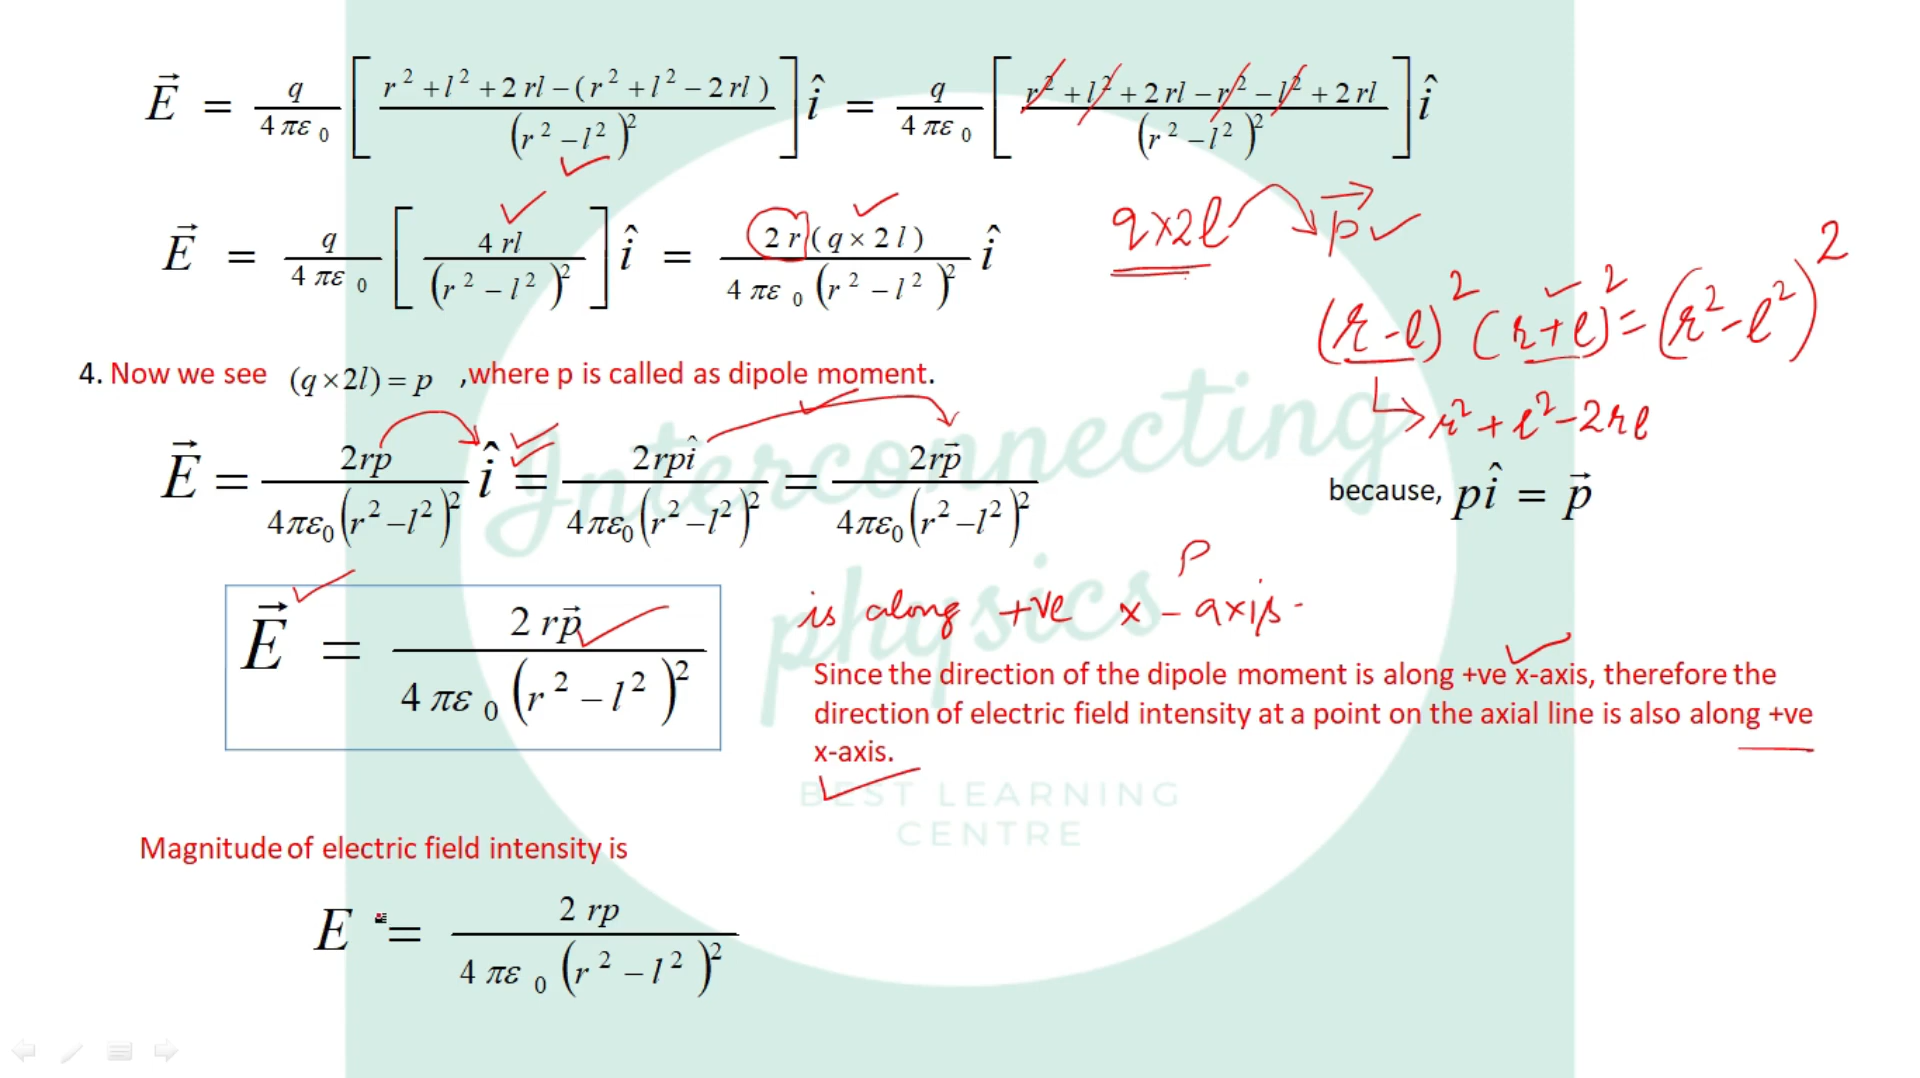 E⃗ = q / 4πε₀ [ r² + l² + 2rl − (r² + l² − 2rl) / (r² − l²)² ] î = q / 4πε₀ [ r² + l² + 2rl − r² − l² + 2rl / (r² − l²)² ] î
E⃗ = q / 4πε₀ [ 4rl / (r² − l²)² ] î = 2r(q × 2l) / 4πε₀ (r² − l²)² î
q×2l p⃗
(r−l)² (r+l)² = (r²−l²)²
r²+l²−2rl
4. Now we see (q×2l) = p ,where p is called as dipole moment.
E⃗ = 2rp / 4πε₀ (r² − l²)² î = 2rpî / 4πε₀ (r² − l²)² = 2rp⃗ / 4πε₀ (r² − l²)²
because, pî = p⃗
E⃗ = 2rp⃗ / 4πε₀ (r² − l²)²
P
is along +ve x-axis.
Since the direction of the dipole moment is along +ve x-axis, therefore the
direction of electric field intensity at a point on the axial line is also along +ve
x-axis.
Magnitude of electric field intensity is
E = 2rp / 4πε₀ (r² − l²)²
Interconnecting
physics
BEST LEARNING
CENTRE